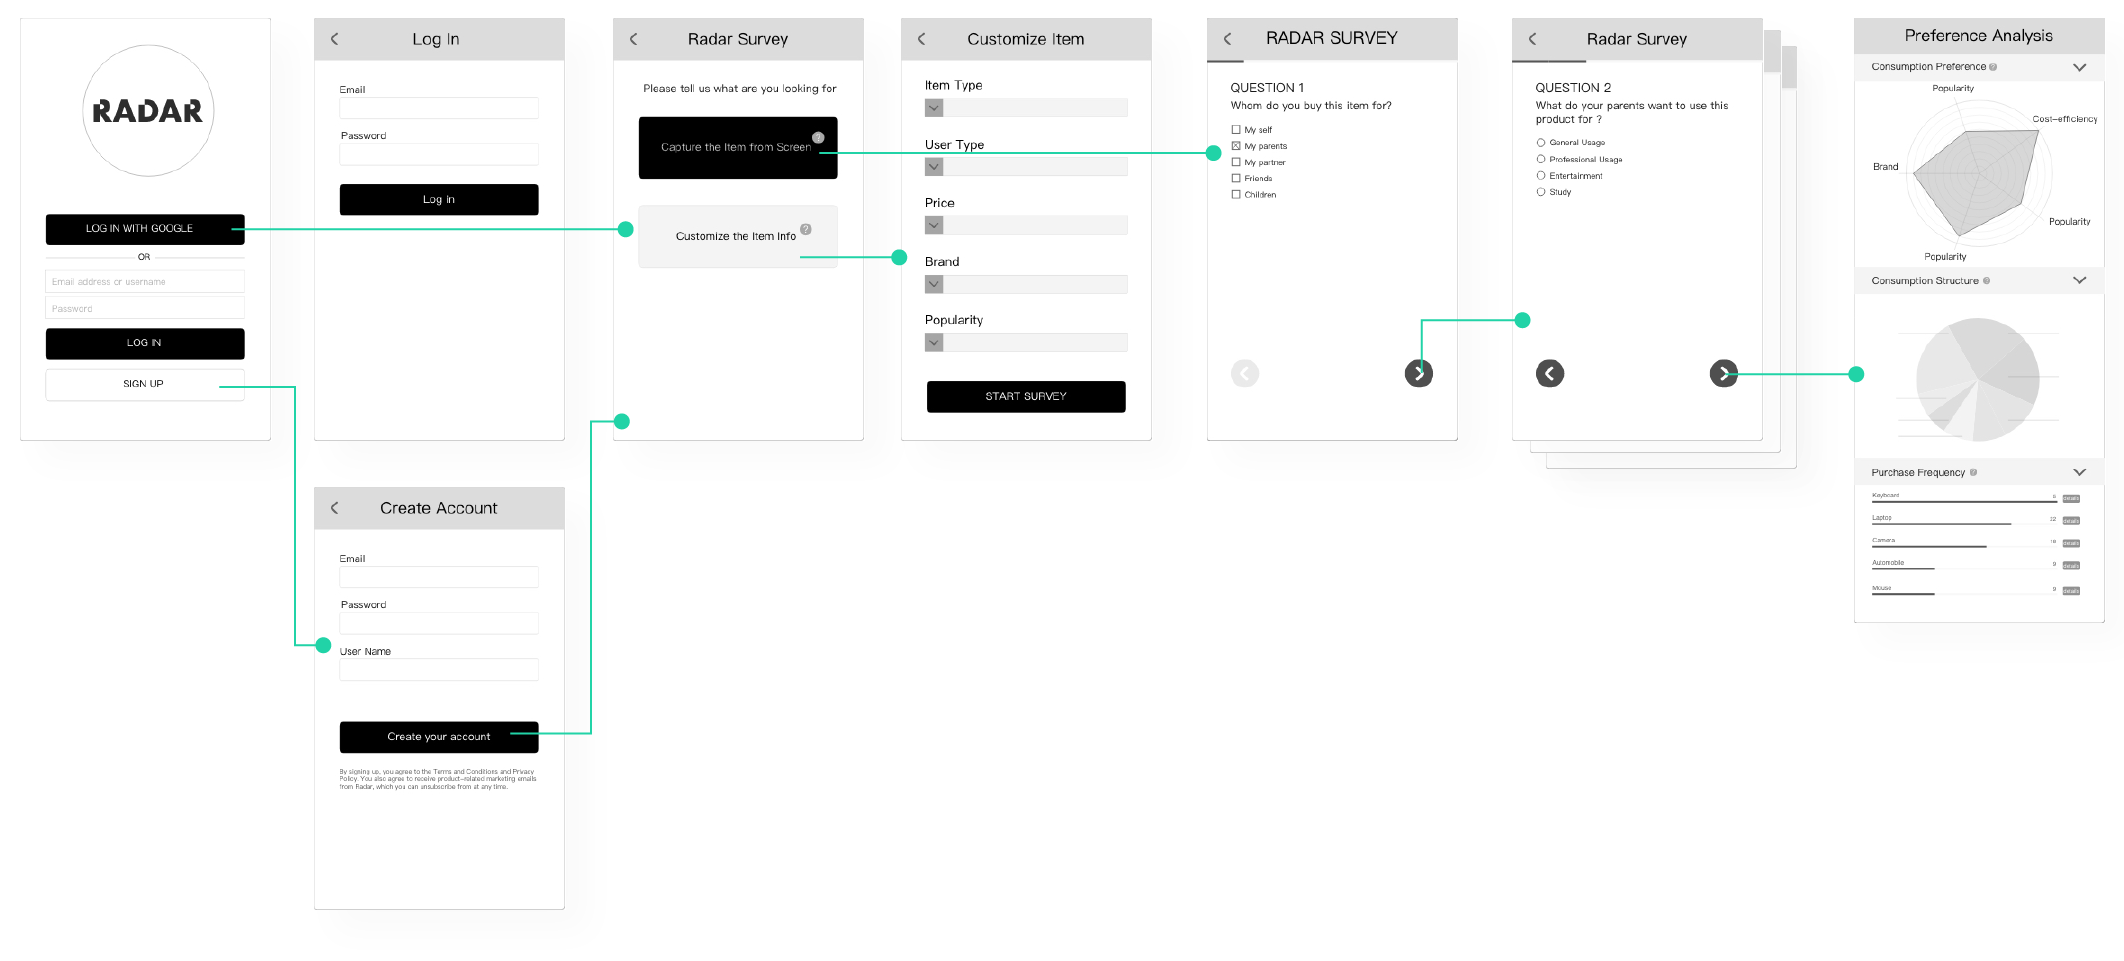 RADAR
LOG IN WITH GOOGLE
OR
Email address or username
Password
LOG IN
SIGN UP
Log In
Email
Password
Log In
Create Account
Email
Password
User Name
Create your account
By signing up, you agree to the Terms and Conditions and Privacy
Policy. You also agree to receive product-related marketing emails
from Radar, which you can unsubscribe from at any time.
Radar Survey
Please tell us what are you looking for
Capture the Item from Screen ?
Customize the Item Info ?
Customize Item
Item Type
User Type
Price
Brand
Popularity
START SURVEY
RADAR SURVEY
QUESTION 1
Whom do you buy this item for?
My self
My parents
My partner
Friends
Children
Radar Survey
QUESTION 2
What do your parents want to use this
product for ?
General Usage
Professional Usage
Entertainment
Study
Preference Analysis
Consumption Preference ?
Popularity
Cost-efficiency
Brand
Popularity
Popularity
Consumption Structure ?
Purchase Frequency ?
Keyboard details
Laptop details
Camera details
Automobile 9 details
Mouse 9 details